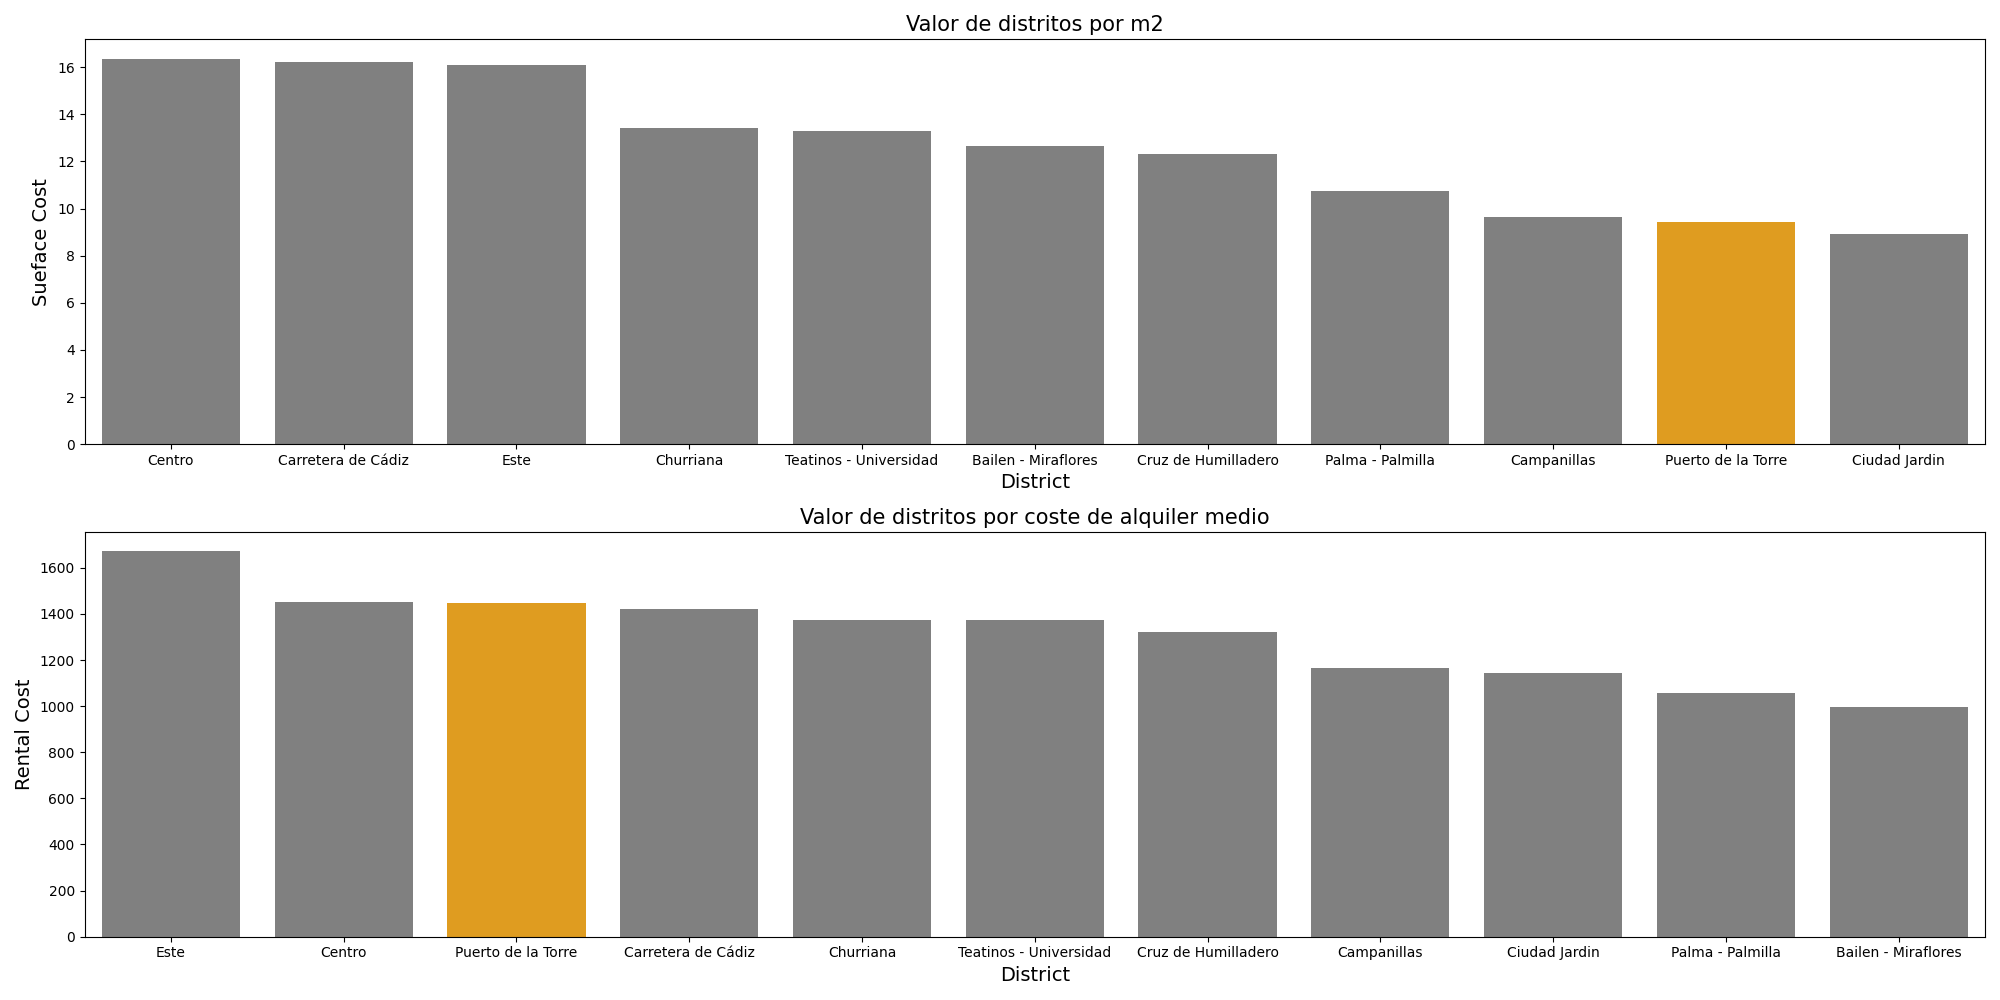 Valor de distritos por m2
Sueface Cost
16
14
12
10
8
6
4
2
0
Centro
Carretera de Cádiz
Este
Churriana
Teatinos - Universidad
Bailen - Miraflores
Cruz de Humilladero
Palma - Palmilla
Campanillas
Puerto de la Torre
Ciudad Jardin
District
Valor de distritos por coste de alquiler medio
Rental Cost
1600
1400
1200
1000
800
600
400
200
0
Este
Centro
Puerto de la Torre
Carretera de Cádiz
Churriana
Teatinos - Universidad
Cruz de Humilladero
Campanillas
Ciudad Jardin
Palma - Palmilla
Bailen - Miraflores
District